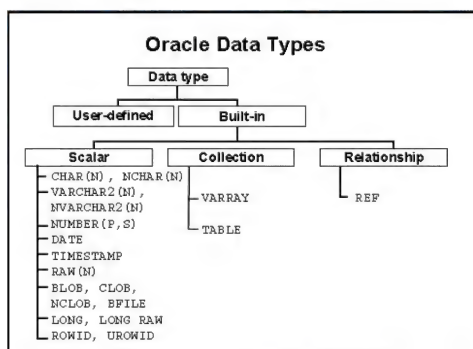 Oracle Data Types
Data type
User-defined Built-in
Scalar Collection Relationship
CHAR(N), NCHAR(N)
VARCHAR2(N),
NVARCHAR2(N)
NUMBER(P,S)
DATE
TIMESTAMP
RAW(N)
BLOB, CLOB,
NCLOB, BFILE
LONG, LONG RAW
ROWID, UROWID
VARRAY
TABLE
REF